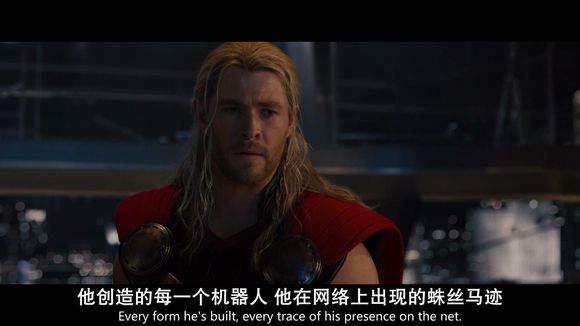 他创造的每一个机器人 他在网络上出现的蛛丝马迹
Every form he's built, every trace of his presence on the net.